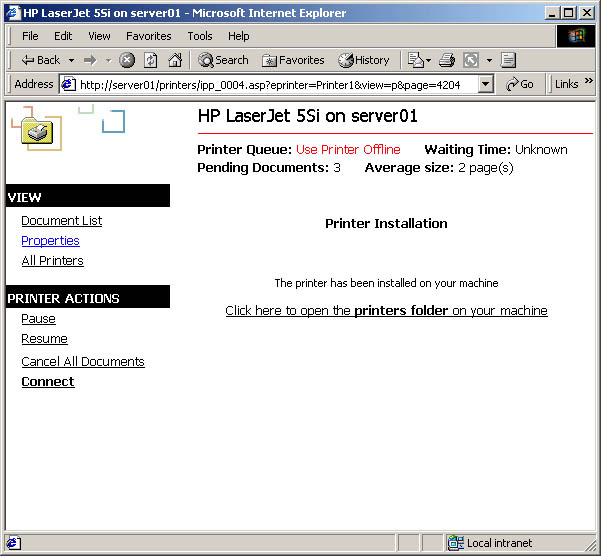 HP LaserJet 5Si on server01 - Microsoft Internet Explorer
File Edit View Favorites Tools Help
Back Search Favorites History
Address http://server01/printers/ipp_0004.asp?eprinter=Printer1&view=p&page=4204 Go Links »
HP LaserJet 5Si on server01
Printer Queue: Use Printer Offline Waiting Time: Unknown
Pending Documents: 3 Average size: 2 page(s)
VIEW
Document List
Properties
All Printers
PRINTER ACTIONS
Pause
Resume
Cancel All Documents
Connect
Printer Installation
The printer has been installed on your machine
Click here to open the printers folder on your machine
Local intranet